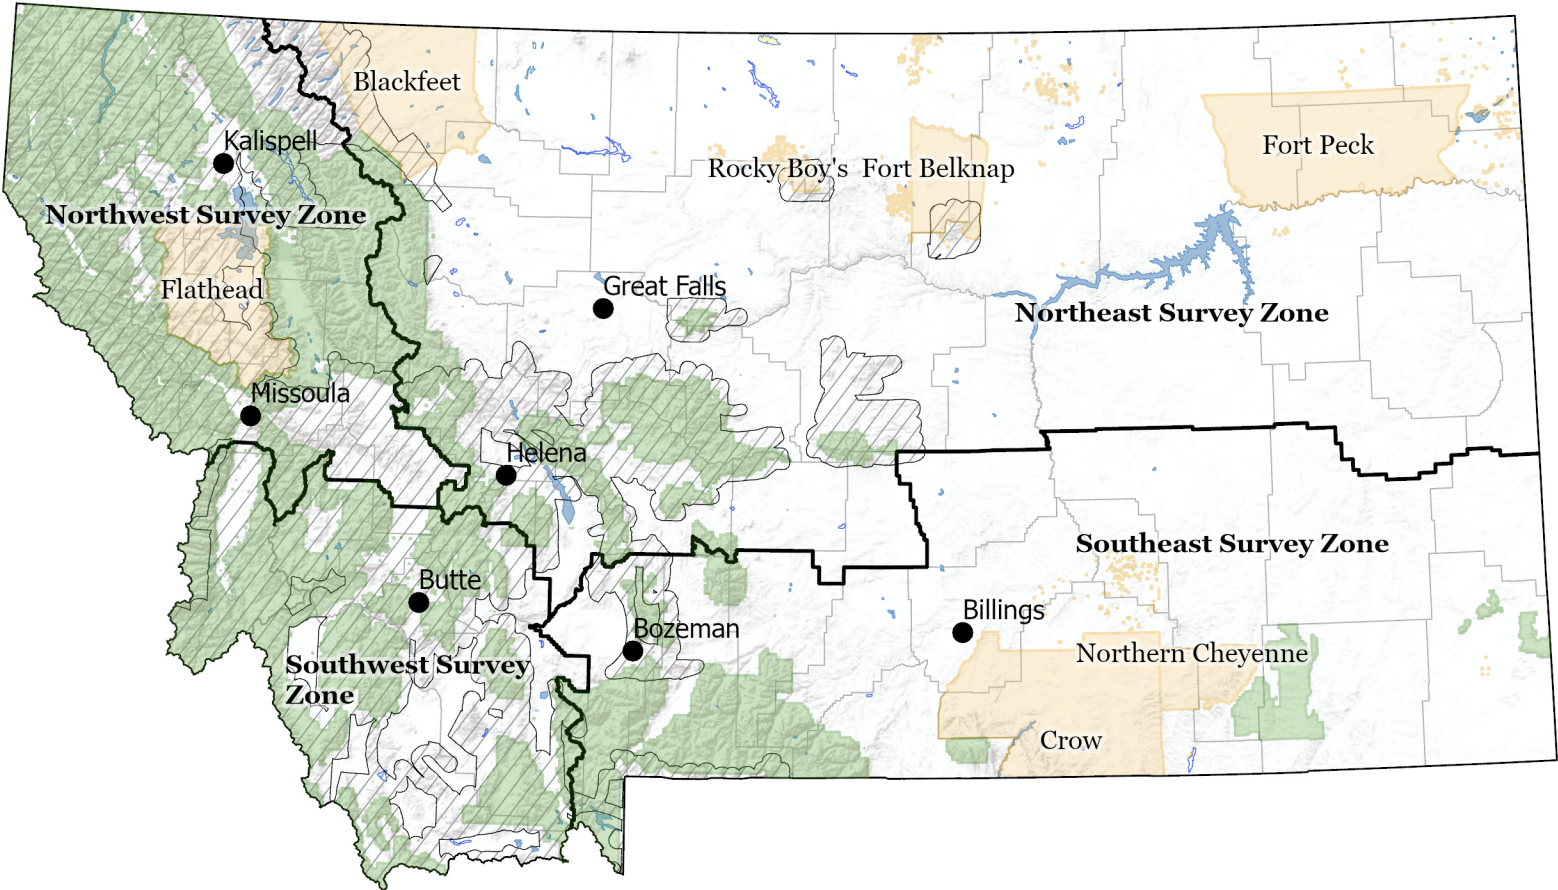 Blackfeet
Kalispell
Fort Peck
Rocky Boy's
Fort Belknap
Northwest Survey Zone
Flathead
Great Falls
Northeast Survey Zone
Missoula
Helena
Southeast Survey Zone
Butte
Billings
Bozeman
Northern Cheyenne
Southwest Survey
Zone
Crow